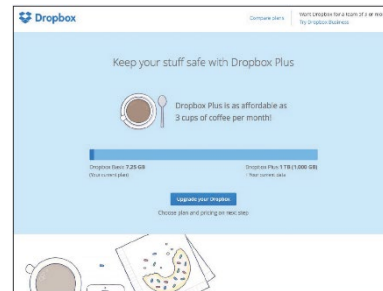 Dropbox
Compare plans
Want Dropbox for a team of 3 or mo
Try Dropbox Business
Keep your stuff safe with Dropbox Plus
Dropbox Plus is as affordable as
3 cups of coffee per month!
Dropbox Basic 7.25 GB
Dropbox Plus 1 TB (1,000 GB)
(Your current plan)
Upgrade your Dropbox
Choose plan and pricing on next step